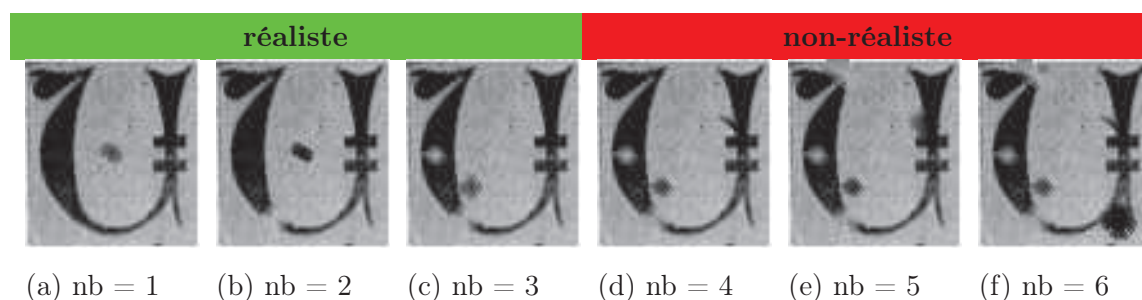 réaliste non-réaliste
(a) nb = 1 (b) nb = 2 (c) nb = 3 (d) nb = 4 (e) nb = 5 (f) nb = 6